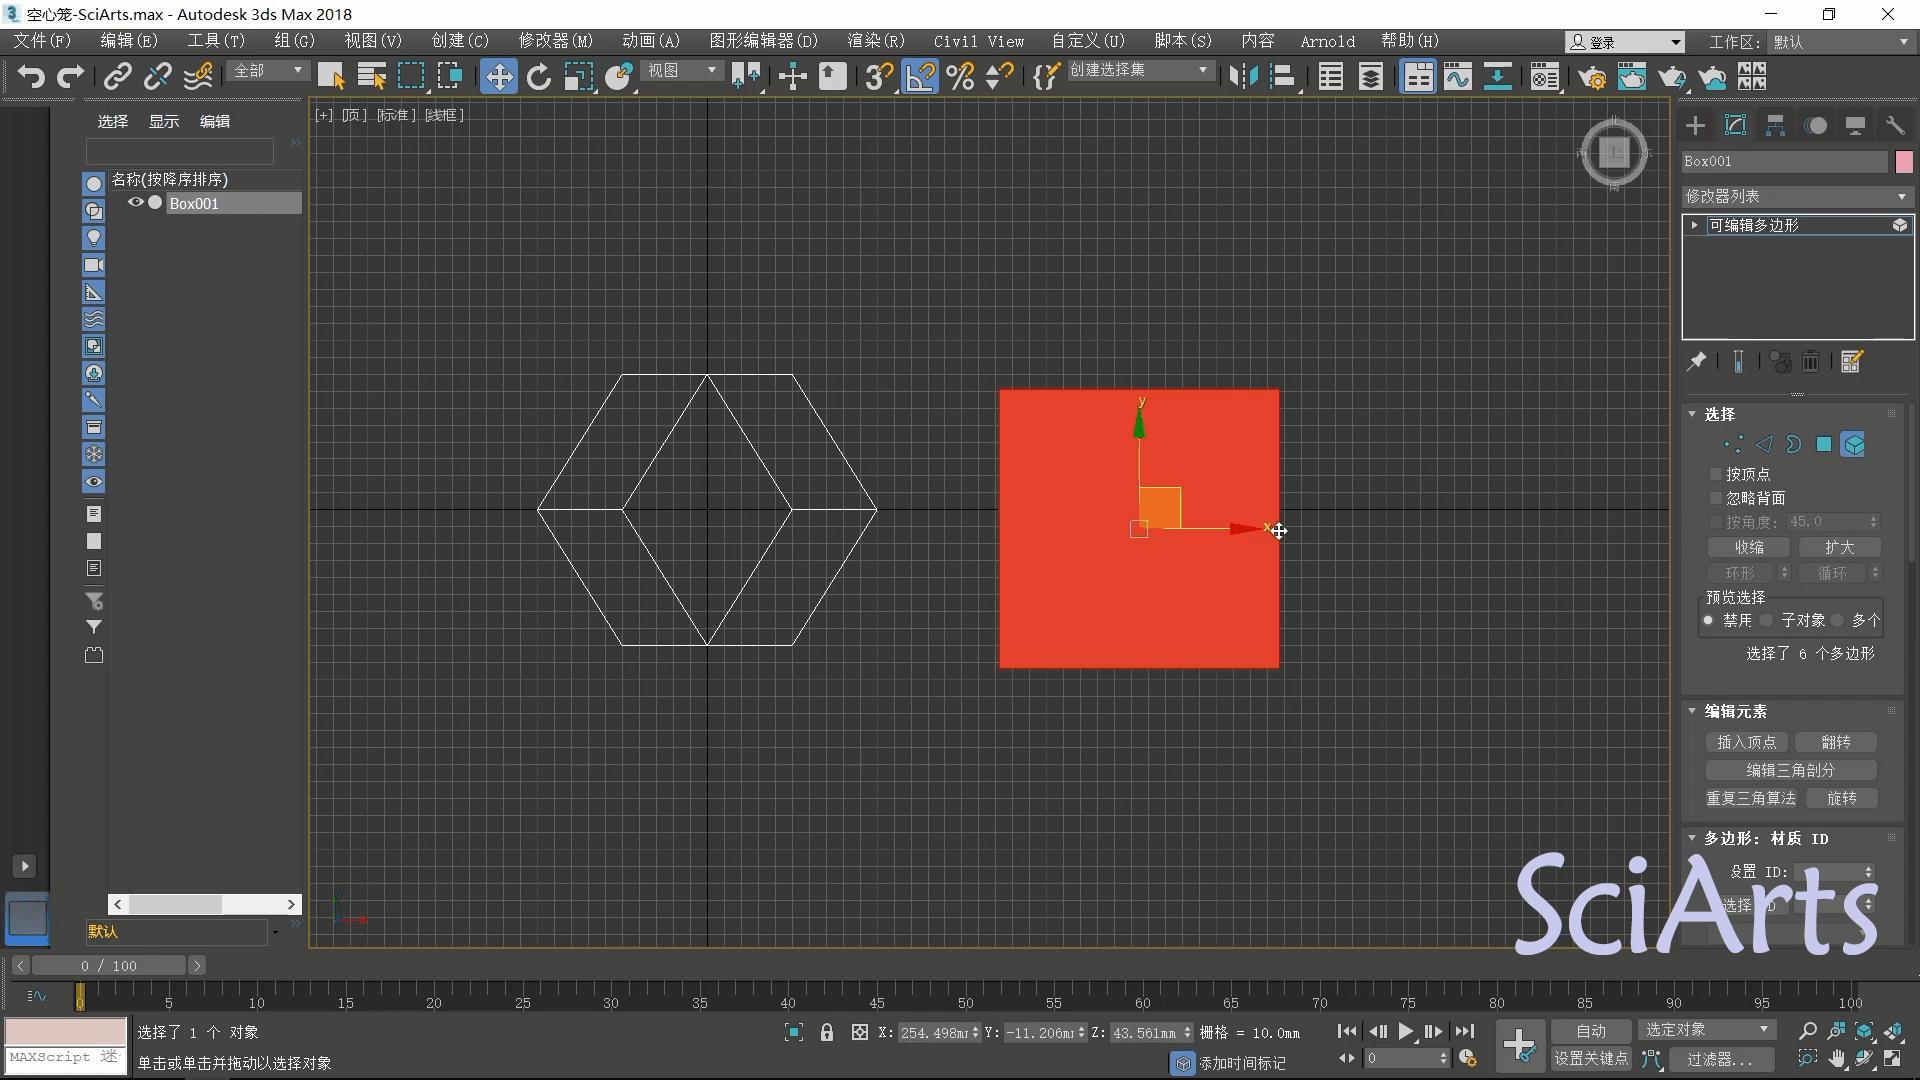 空心笼-SciArts.max - Autodesk 3ds Max 2018
文件(F) 编辑(E) 工具(T) 组(G) 视图(V) 创建(C) 修改器(M) 动画(A) 图形编辑器(D) 渲染(R) Civil View 自定义(U) 脚本(S) 内容 Arnold 帮助(H) 登录 工作区: 默认
全部 视图 创建选择集
选择 显示 编辑
[+] [顶] [标准] [线框]
北
西 上 东
南
Box001
名称(按降序排序)
修改器列表
Box001
可编辑多边形
选择
按顶点
忽略背面
按角度: 45.0
收缩 扩大
环形 循环
预览选择
禁用 子对象 多个
选择了 6 个多边形
y
x
编辑元素
插入顶点 翻转
编辑三角剖分
重复三角算法 旋转
多边形: 材质 ID
设置 ID:
SciArts
默认
0 / 100
0 5 10 15 20 25 30 35 40 45 50 55 60 65 70 75 80 85 90 95 100
选择了 1 个 对象
X: 254.498m Y: -11.206m Z: 43.561mm 栅格 = 10.0mm
自动 选定对象
MAXScript 迷
单击或单击并拖动以选择对象
添加时间标记
0
设置关键点 过滤器...